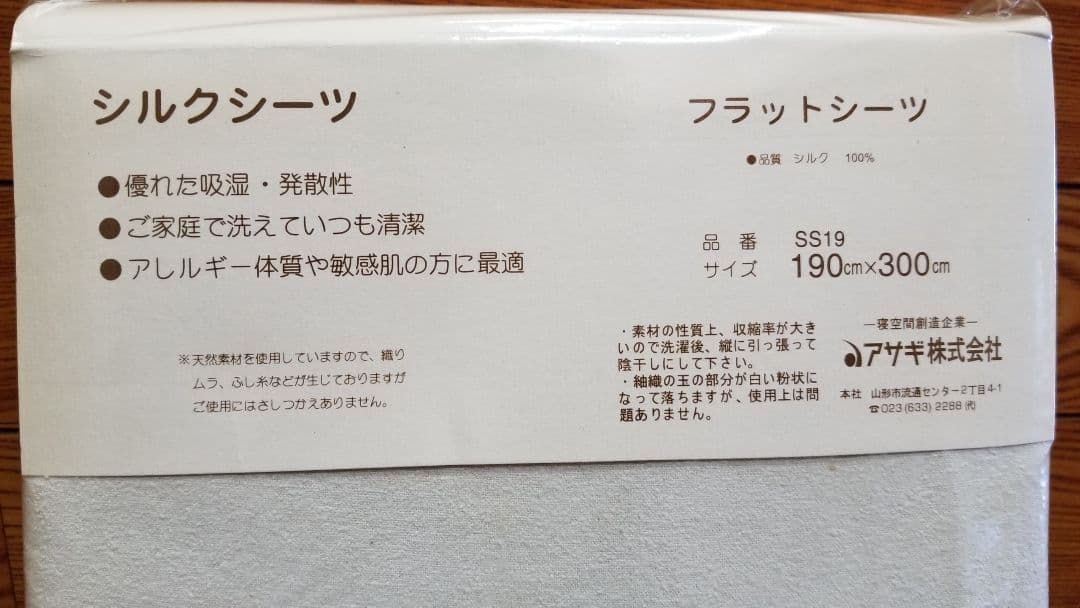 シルクシーツ
●優れた吸湿・発散性
●ご家庭で洗えていつも清潔
●アレルギー体質や敏感肌の方に最適
※天然素材を使用していますので、織り
ムラ、ふし糸などが生じておりますが
ご使用にはさしつかえありません。
フラットシーツ
●品質 シルク 100%
品 番 SS19
サイズ 190cm×300cm
・素材の性質上、収縮率が大き
いので洗濯後、縦に引っ張って
陰干しにして下さい。
・紬織の玉の部分が白い粉状に
なって落ちますが、使用上は問
題ありません。
―寝空間創造企業―
アサギ株式会社
本社 山形市流通センター2丁目4-1
☎023(633)2288(代)